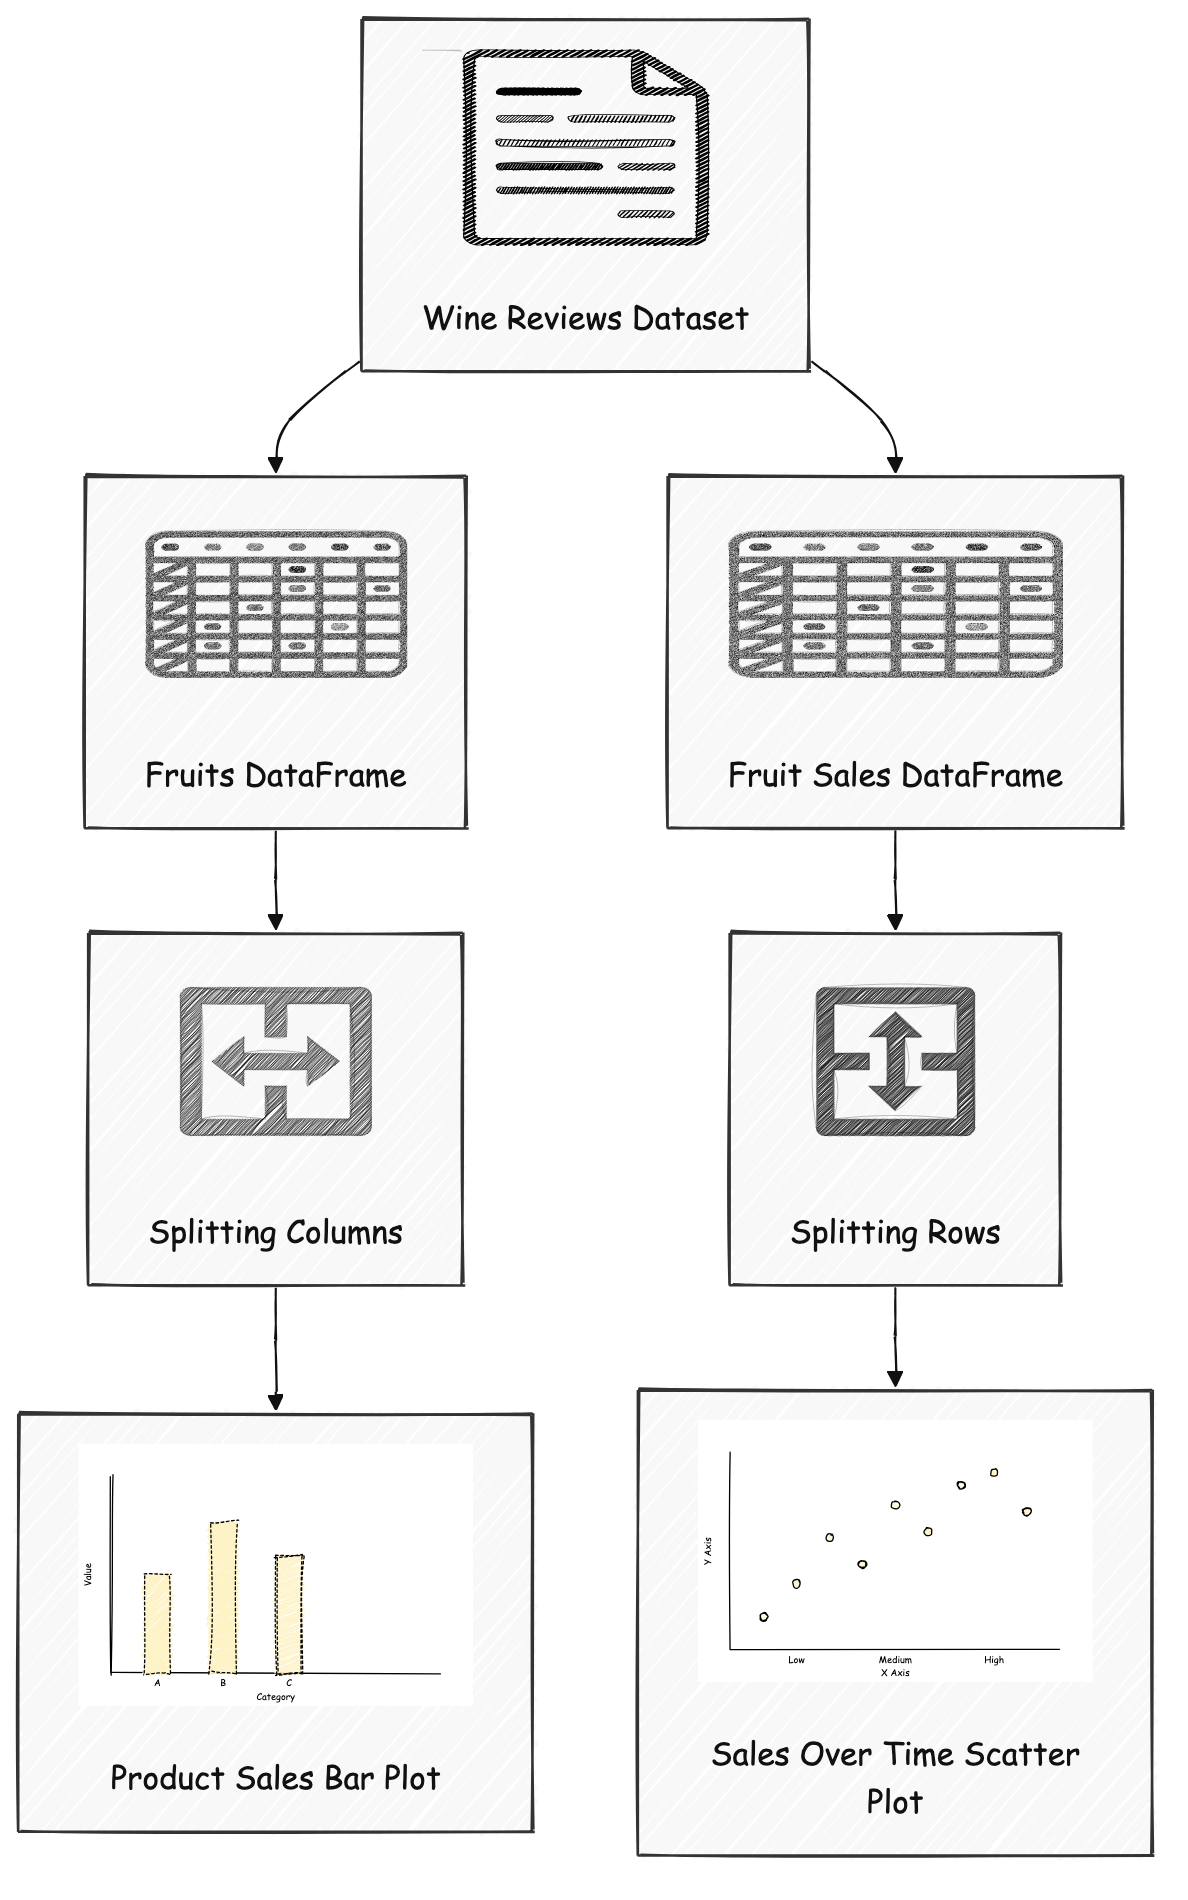 Wine Reviews Dataset
Fruits DataFrame
Fruit Sales DataFrame
Splitting Columns
Splitting Rows
Value
A B C
Category
Product Sales Bar Plot
Y Axis
Low Medium High
X Axis
Sales Over Time Scatter
Plot